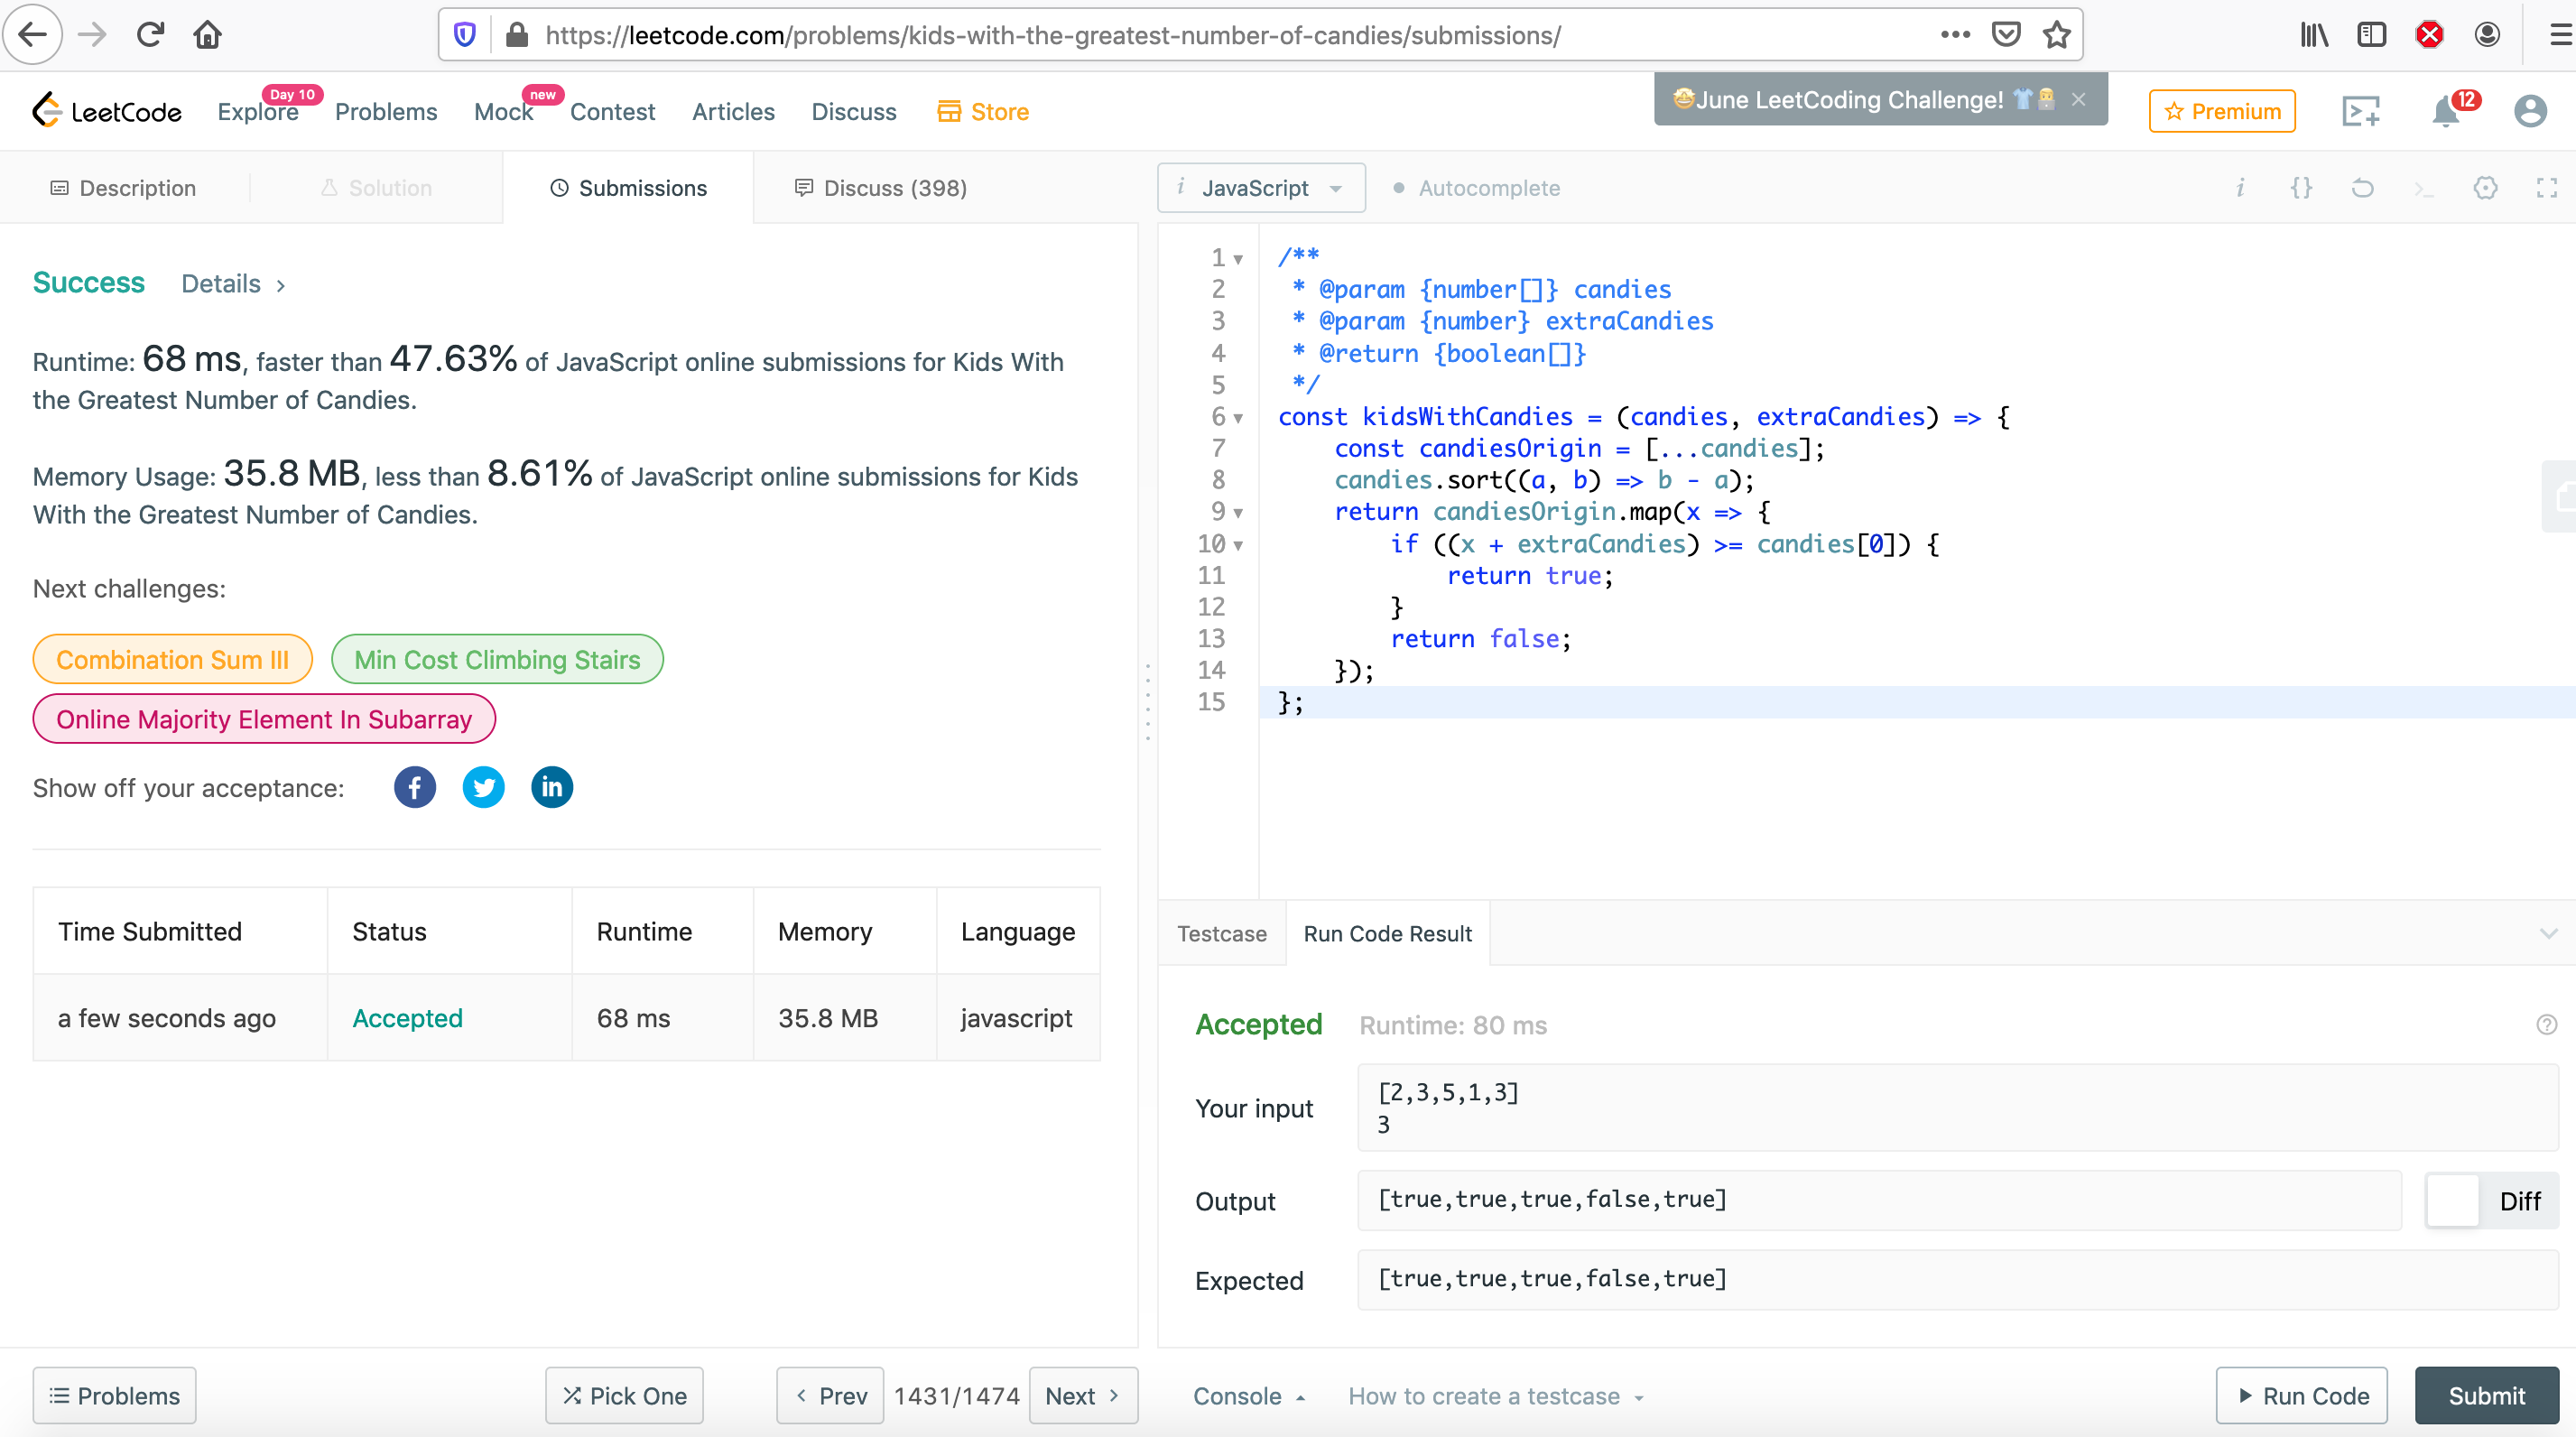 https://leetcode.com/problems/kids-with-the-greatest-number-of-candies/submissions/
LeetCode
Explore
Day 10
Problems
Mock
new
Contest
Articles
Discuss
Store
🤩June LeetCoding Challenge! 👕👨‍💻 ×
Premium
12
Description
Solution
Submissions
Discuss (398)
i JavaScript
Autocomplete
i {} >_
Success Details >
Runtime: 68 ms, faster than 47.63% of JavaScript online submissions for Kids With
the Greatest Number of Candies.
Memory Usage: 35.8 MB, less than 8.61% of JavaScript online submissions for Kids
With the Greatest Number of Candies.
Next challenges:
Combination Sum III
Min Cost Climbing Stairs
Online Majority Element In Subarray
Show off your acceptance:
Time Submitted Status Runtime Memory Language
a few seconds ago Accepted 68 ms 35.8 MB javascript
Problems
Pick One
< Prev
1431/1474
Next >
1 /**
2  * @param {number[]} candies
3  * @param {number} extraCandies
4  * @return {boolean[]}
5  */
6 const kidsWithCandies = (candies, extraCandies) => {
7     const candiesOrigin = [...candies];
8     candies.sort((a, b) => b - a);
9     return candiesOrigin.map(x => {
10         if ((x + extraCandies) >= candies[0]) {
11             return true;
12         }
13         return false;
14     });
15 };
Testcase
Run Code Result
Accepted Runtime: 80 ms
Your input
[2,3,5,1,3]
3
Output
[true,true,true,false,true]
Diff
Expected
[true,true,true,false,true]
Console
How to create a testcase
Run Code
Submit